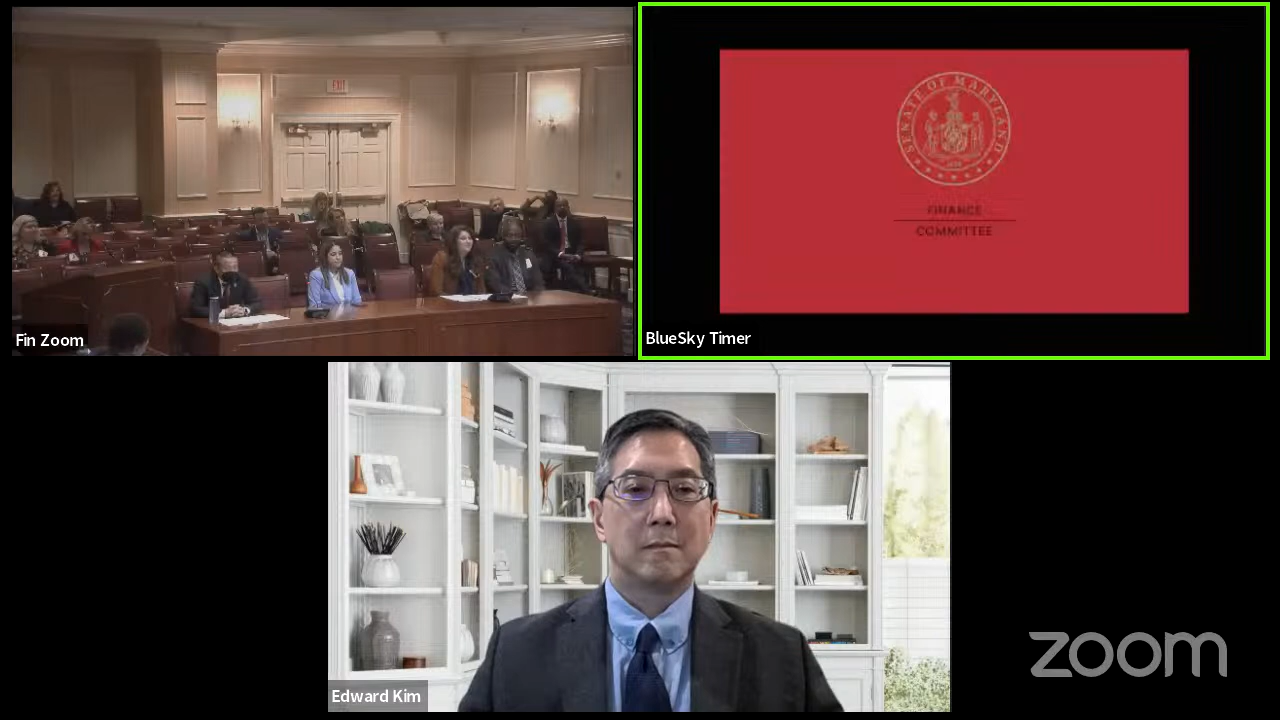 EXIT
Fin Zoom
SENATE OF MARYLAND
FINANCE
COMMITTEE
BlueSky Timer
Edward Kim
zoom